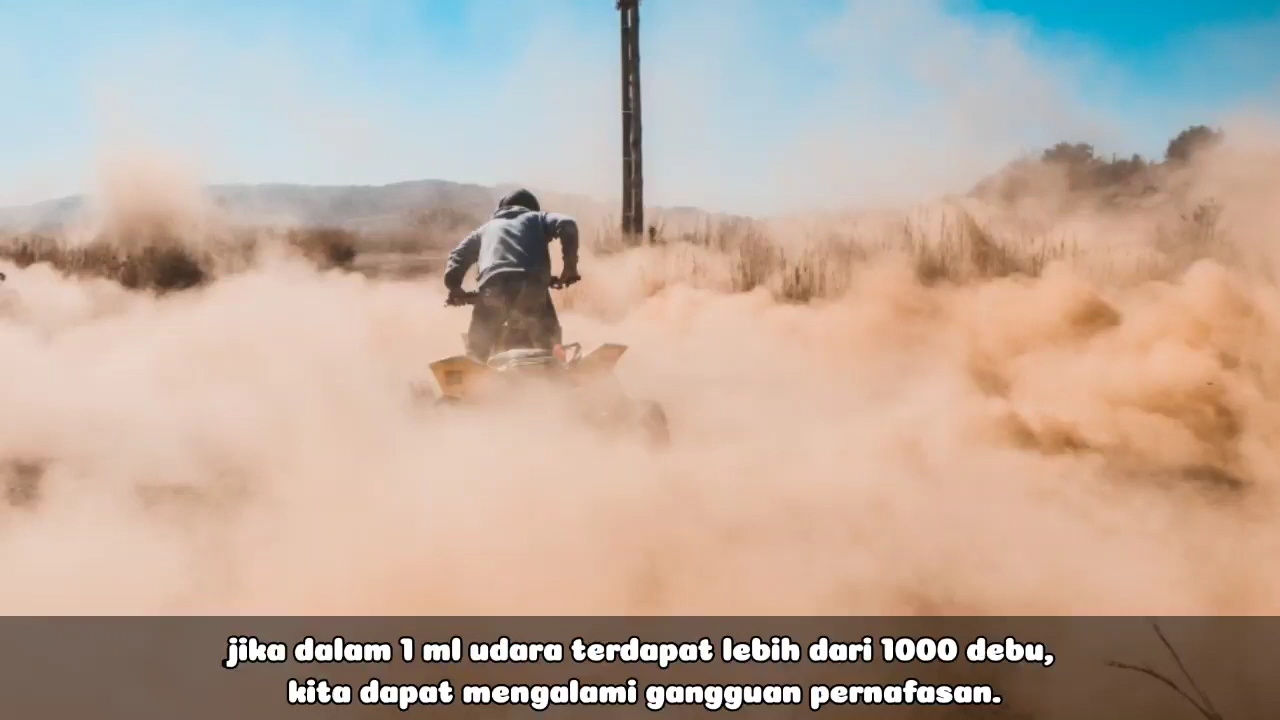 jika dalam 1 ml udara terdapat lebih dari 1000 debu,
kita dapat mengalami gangguan pernafasan.